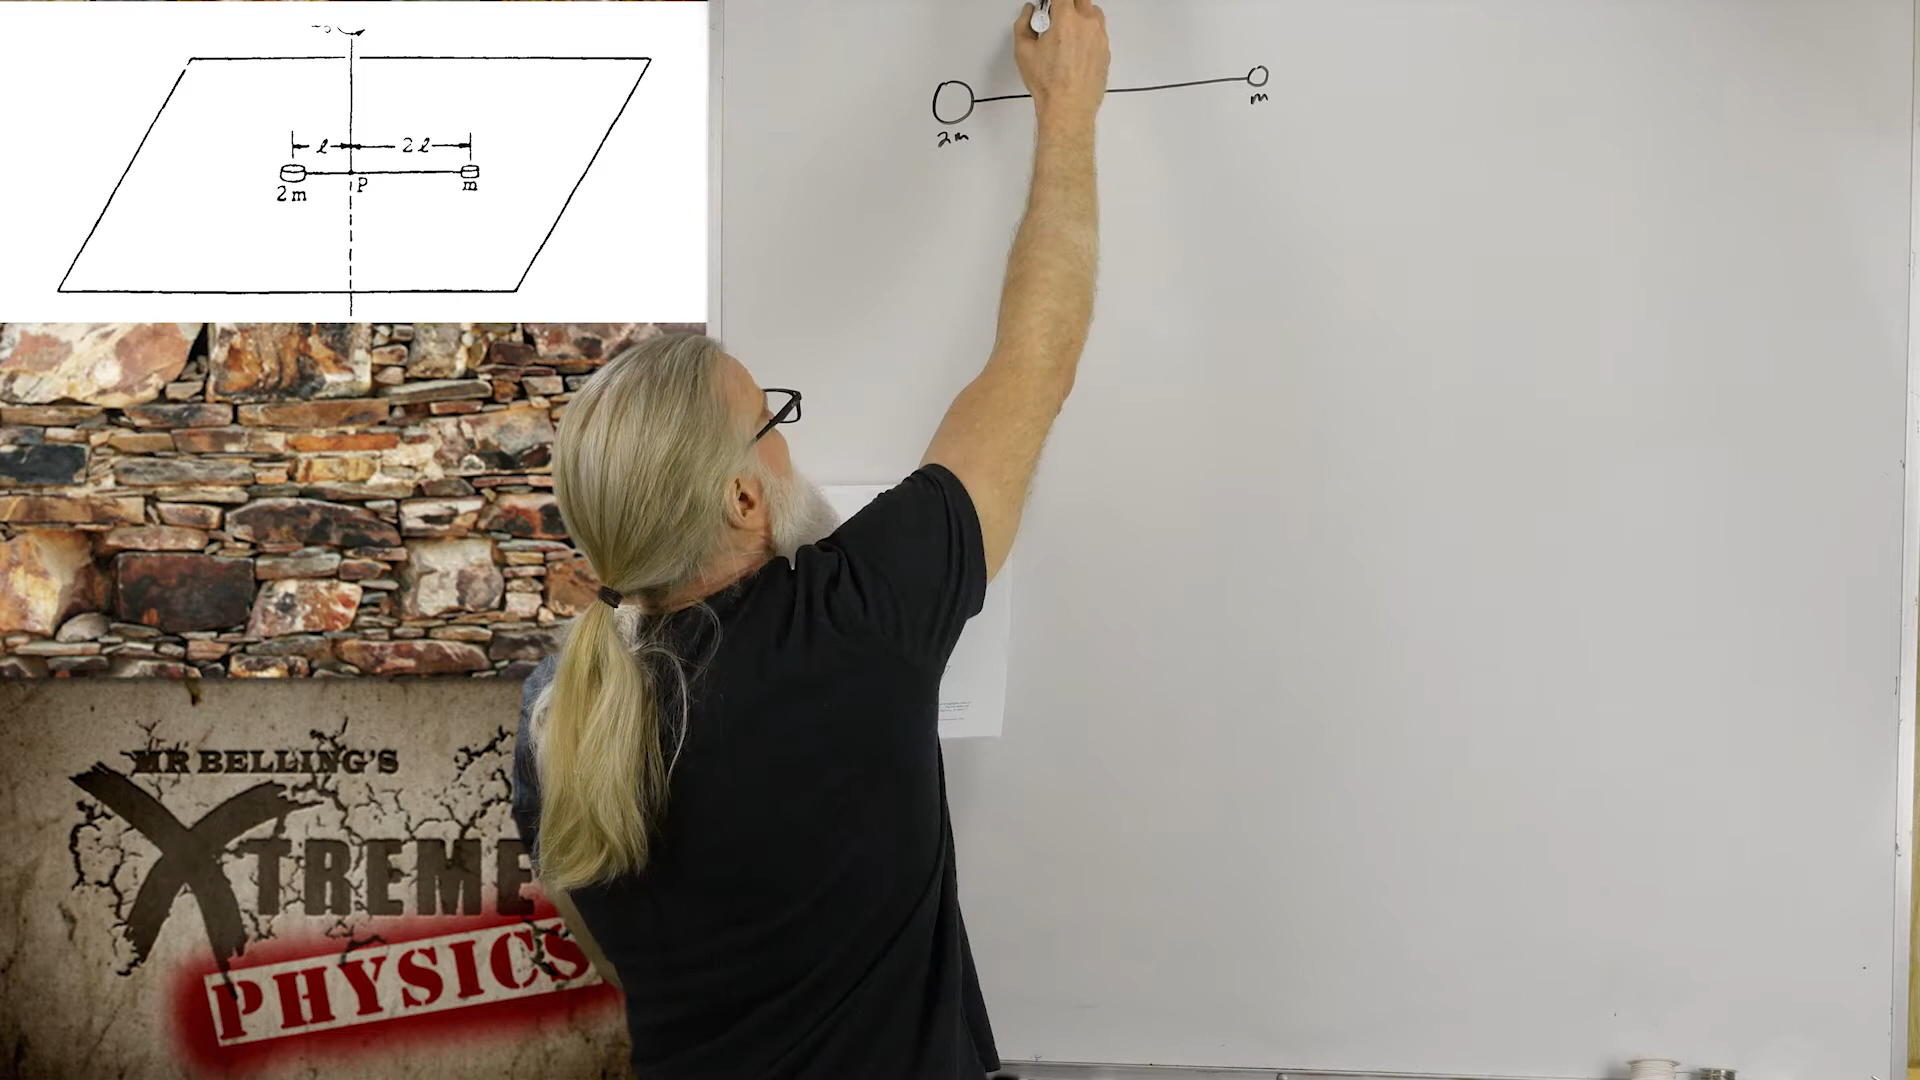 ℓ 2ℓ
2m P m
2m m
MR BELLING'S
XTREME
PHYSICS